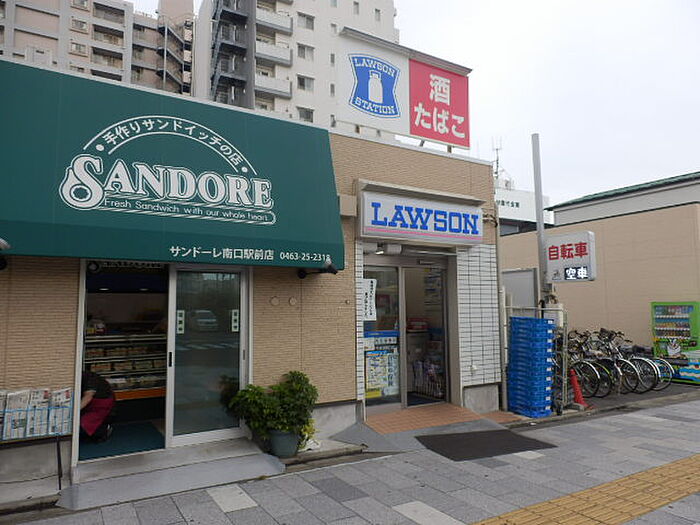 手作りサンドイッチの店
SANDORE
Fresh Sandwich with our whole heart.
サンドーレ南口駅前店 0463-25-2318
LAWSON
STATION
酒
たばこ
LAWSON
自転車
空車